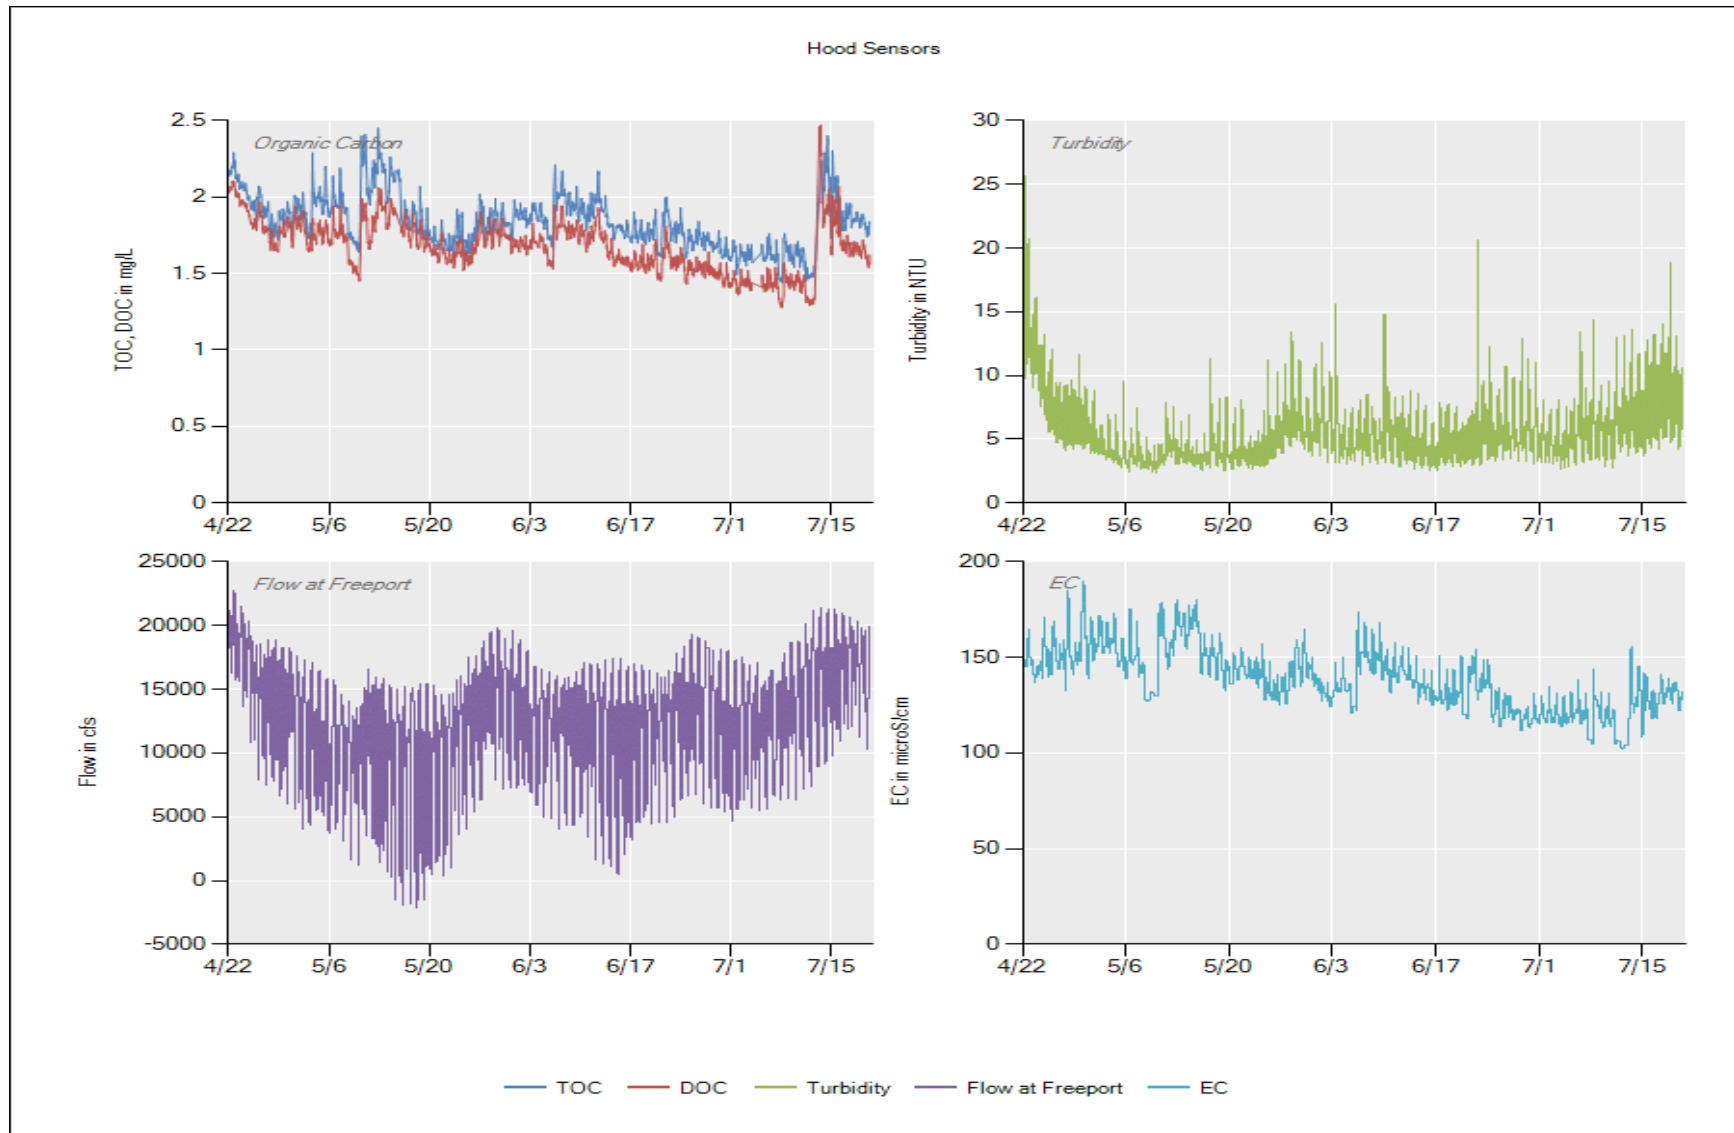 Hood Sensors
Organic Carbon
TOC, DOC in mg/L
2.5
2
1.5
1
0.5
0
4/22 5/6 5/20 6/3 6/17 7/1 7/15
Turbidity
Turbidity in NTU
30
25
20
15
10
5
0
4/22 5/6 5/20 6/3 6/17 7/1 7/15
Flow at Freeport
Flow in cfs
25000
20000
15000
10000
5000
0
-5000
4/22 5/6 5/20 6/3 6/17 7/1 7/15
EC
EC in microS/cm
200
150
100
50
0
4/22 5/6 5/20 6/3 6/17 7/1 7/15
TOC DOC Turbidity Flow at Freeport EC